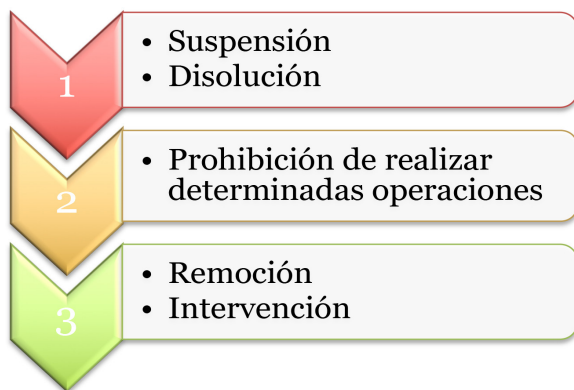 1
• Suspensión
• Disolución
2
• Prohibición de realizar
determinadas operaciones
3
• Remoción
• Intervención